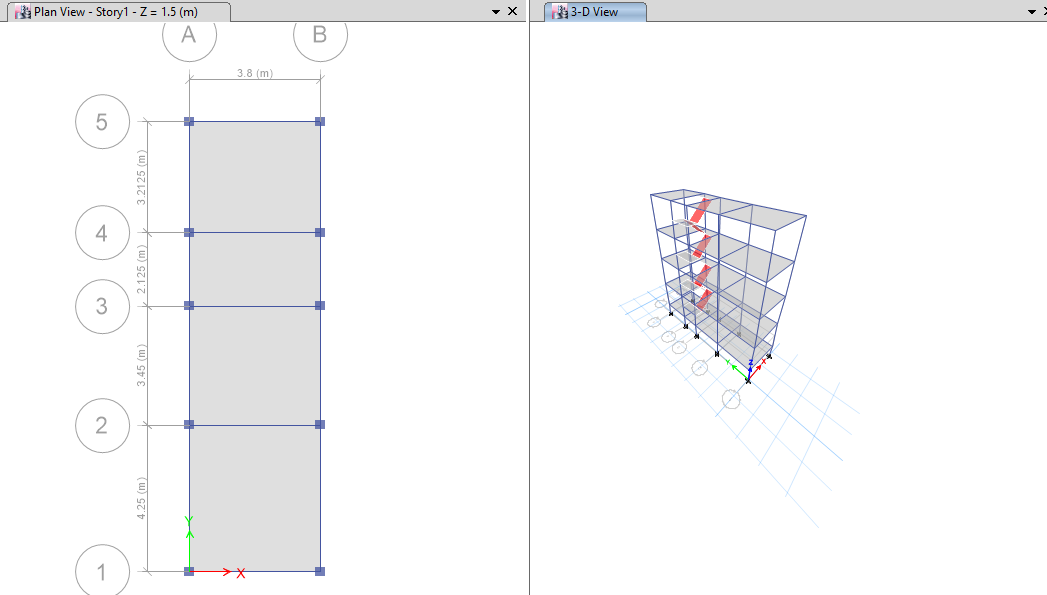 Plan View - Story1 - Z = 1.5 (m)
3-D View
A
B
3.8 (m)
5
3.2125 (m)
4
2.125 (m)
3
3.45 (m)
2
4.25 (m)
Y
1
X
Z
X